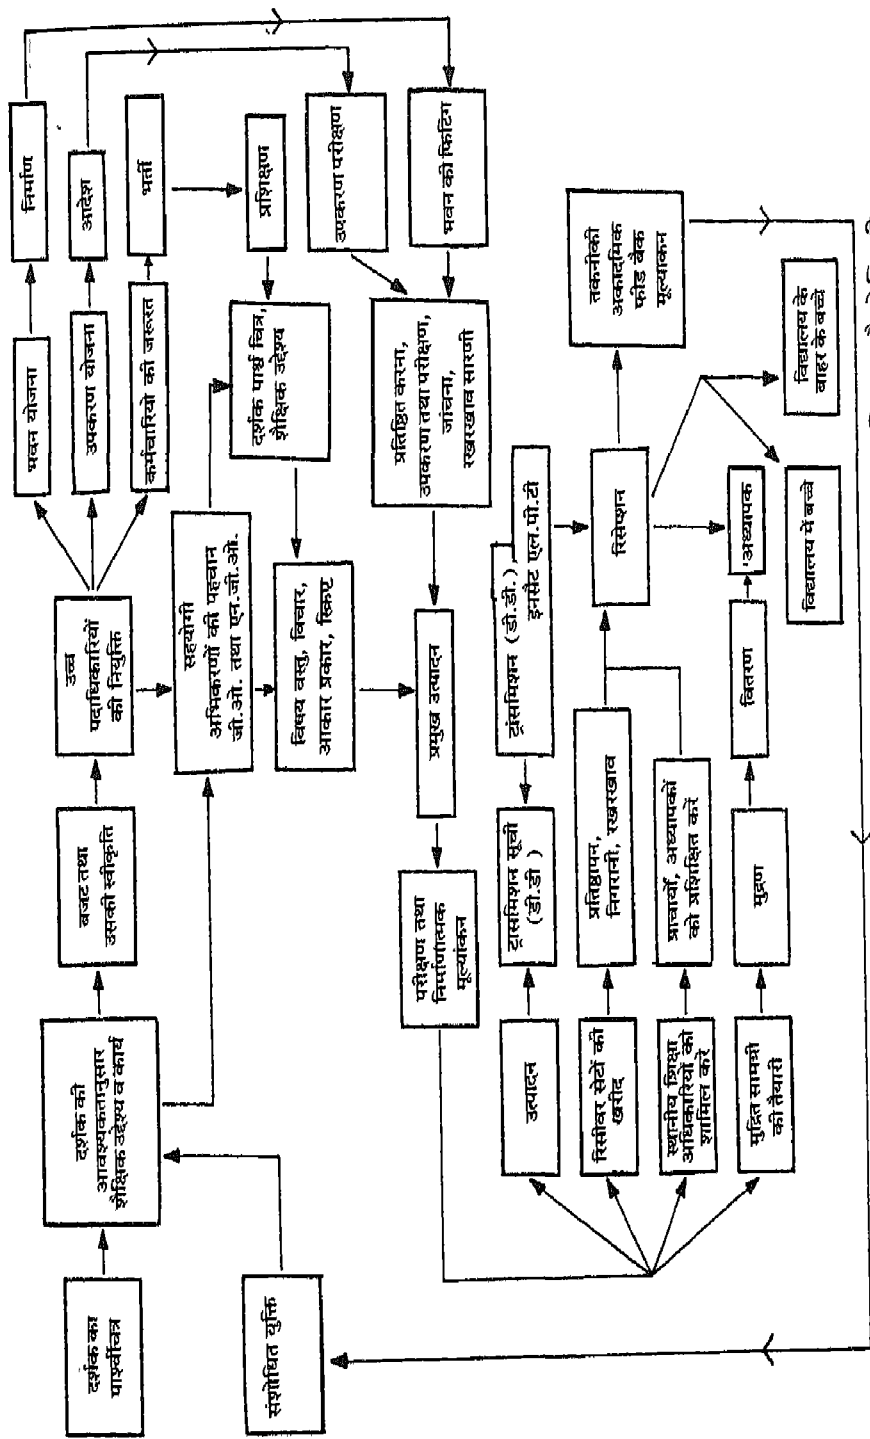 दर्शक का
पार्श्वचित्र
दर्शक की
आवश्यकतानुसार
शैक्षिक उद्देश्य व कार्य
बजट तथा
उसकी स्वीकृति
उच्च
पदाधिकारियों
की नियुक्ति
भवन योजना
निर्माण
उपकरण योजना
आदेश
कर्मचारियों की जरूरत
भर्ती
प्रशिक्षण
उपकरण परीक्षण
भवन की फिटिंग
सहयोगी
अभिकरणों की पहचान
जी.ओ. तथा एन.जी.ओ.
दर्शक पार्श्व चित्र,
शैक्षिक उद्देश्य
प्रतिष्ठित करना,
उपकरण तथा परीक्षण,
जांचना,
रखरखाव सारणी
संशोधित युक्ति
विषय वस्तु, विचार,
आकार प्रकार, स्क्रिप्ट
प्रमुख उत्पादन
परीक्षण तथा
निर्माणात्मक
मूल्यांकन
उत्पादन
ट्रांसमिशन सूची
(डी.डी )
ट्रांसमिशन (डी.डी.),
इनसैट एल.पी.टी
रिसीवर सेटों की
खरीद
प्रतिष्ठापन,
निगरानी, रखरखाव
रिसेप्शन
तकनीकी
अकादमिक
फीड बैक
मूल्यांकन
स्थानीय शिक्षा
अधिकारियों को
शामिल करें
प्राचार्यों, अध्यापकों
को प्रशिक्षित करें
मुद्रित सामग्री
की तैयारी
मुद्रण
वितरण
अध्यापक
विद्यालय में बच्चे
विद्यालय के
बाहर के बच्चे